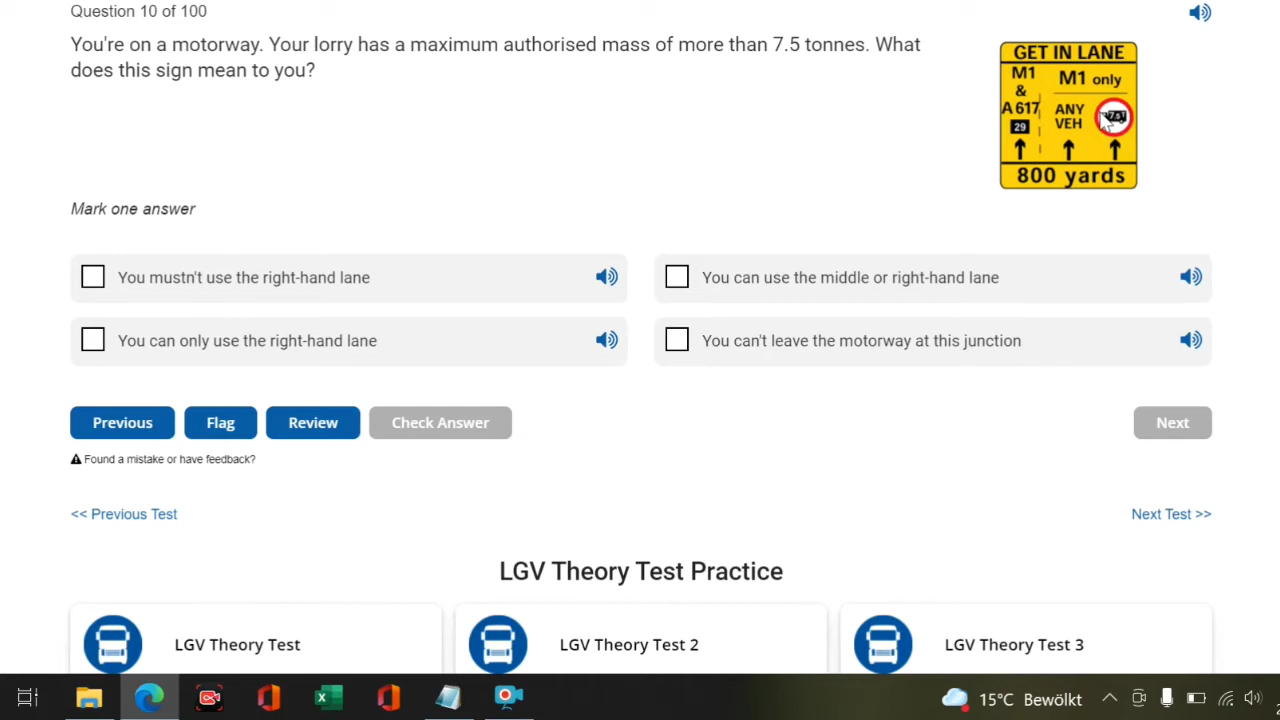 Question 10 of 100
You're on a motorway. Your lorry has a maximum authorised mass of more than 7.5 tonnes. What
does this sign mean to you?
GET IN LANE
M1
&
A 617
29
M1 only
ANY
VEH
800 yards
Mark one answer
You mustn't use the right-hand lane
You can use the middle or right-hand lane
You can only use the right-hand lane
You can't leave the motorway at this junction
Previous
Flag
Review
Check Answer
Next
Found a mistake or have feedback?
<< Previous Test
Next Test >>
LGV Theory Test Practice
LGV Theory Test
LGV Theory Test 2
LGV Theory Test 3
15°C Bewölkt